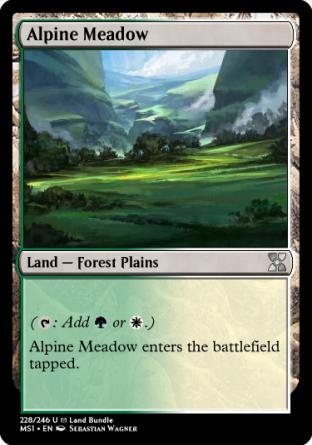 Alpine Meadow
Land — Forest Plains
(: Add or .)
Alpine Meadow enters the battlefield
tapped.
228/246 U Land Bundle
MS1 • EN Sebastian Wagner